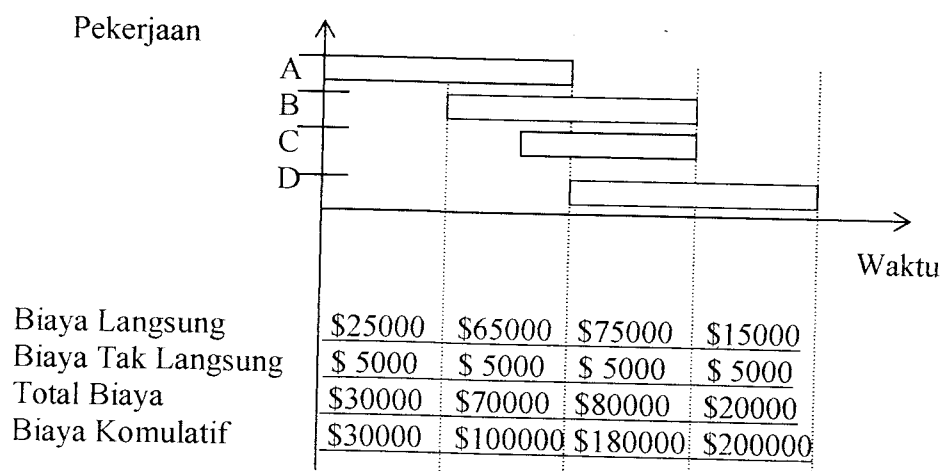 Pekerjaan
A
B
C
D
Waktu
Biaya Langsung $25000 $65000 $75000 $15000
Biaya Tak Langsung $ 5000 $ 5000 $ 5000 $ 5000
Total Biaya $30000 $70000 $80000 $20000
Biaya Komulatif $30000 $100000 $180000 $200000